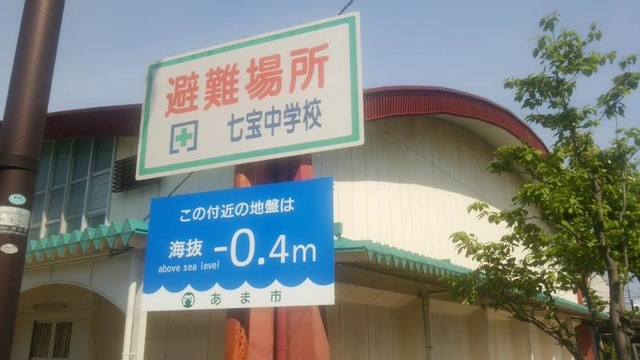 避難場所
七宝中学校
この付近の地盤は
海抜 -0.4m
above sea level
あま市